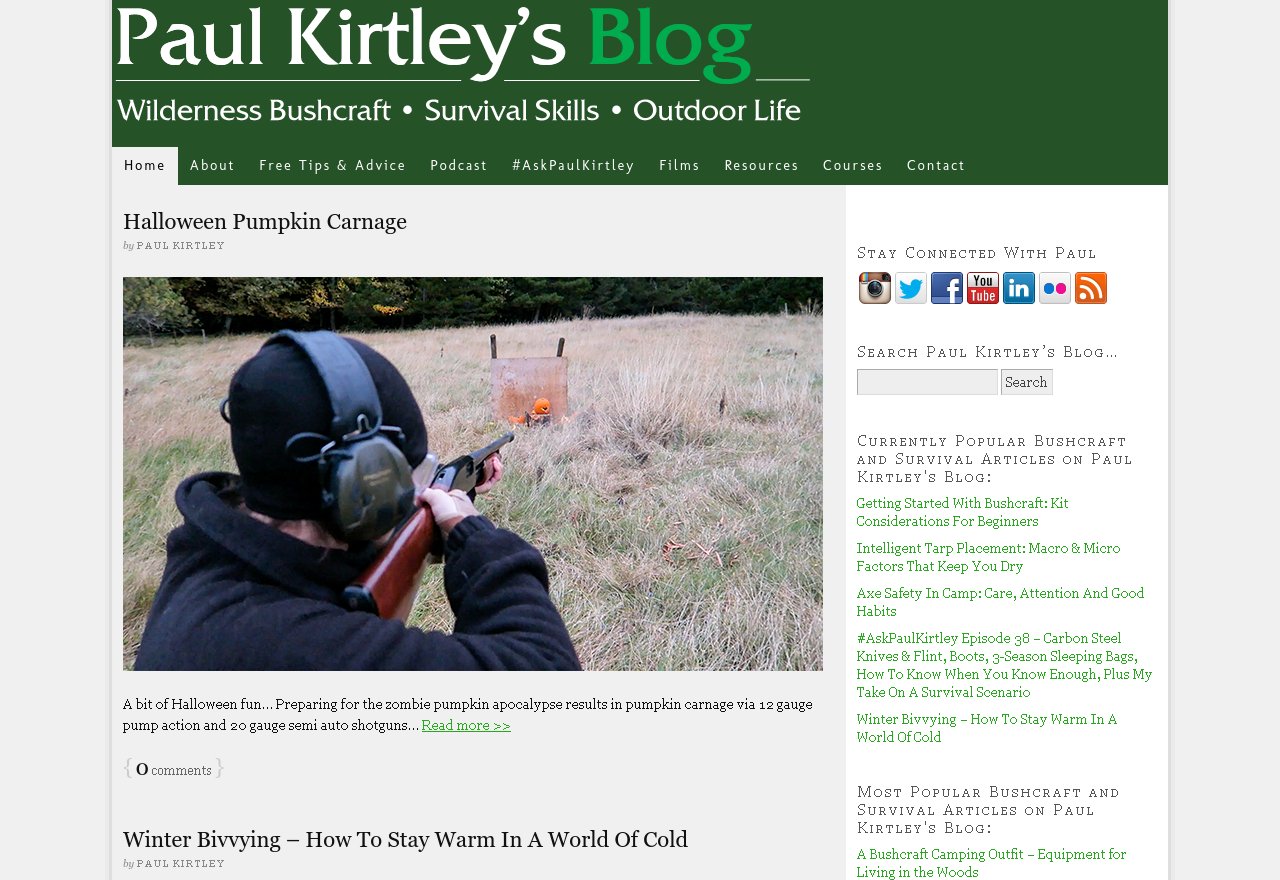 Paul Kirtley's Blog
Wilderness Bushcraft • Survival Skills • Outdoor Life
Home About Free Tips & Advice Podcast #AskPaulKirtley Films Resources Courses Contact
Halloween Pumpkin Carnage
by PAUL KIRTLEY
A bit of Halloween fun… Preparing for the zombie pumpkin apocalypse results in pumpkin carnage via 12 gauge
pump action and 20 gauge semi auto shotguns… Read more >>
{ 0 comments }
Winter Bivvying – How To Stay Warm In A World Of Cold
by PAUL KIRTLEY
Stay Connected With Paul
You
Tube
in
Search Paul Kirtley's Blog…
Search
Currently Popular Bushcraft
and Survival Articles on Paul
Kirtley's Blog:
Getting Started With Bushcraft: Kit
Considerations For Beginners
Intelligent Tarp Placement: Macro & Micro
Factors That Keep You Dry
Axe Safety In Camp: Care, Attention And Good
Habits
#AskPaulKirtley Episode 38 – Carbon Steel
Knives & Flint, Boots, 3-Season Sleeping Bags,
How To Know When You Know Enough, Plus My
Take On A Survival Scenario
Winter Bivvying – How To Stay Warm In A
World Of Cold
Most Popular Bushcraft and
Survival Articles on Paul
Kirtley's Blog:
A Bushcraft Camping Outfit – Equipment for
Living in the Woods